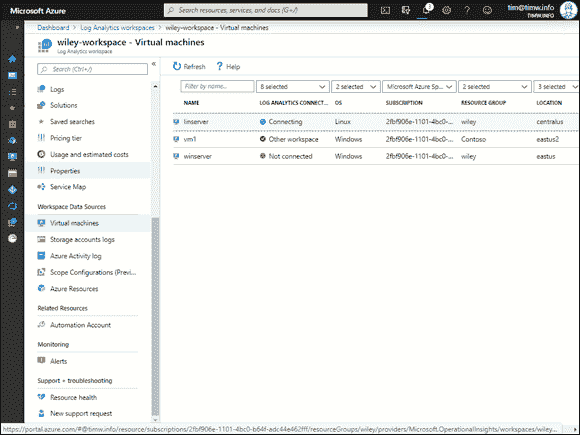 Microsoft Azure
Search resources, services, and docs (G+/)
1
tim@timw.info
TIMW.INFO
Dashboard > Log Analytics workspaces > wiley-workspace - Virtual machines
wiley-workspace - Virtual machines
Log Analytics workspace
Search (Ctrl+/)
Logs
Solutions
Saved searches
Pricing tier
Usage and estimated costs
Properties
Service Map
Workspace Data Sources
Virtual machines
Storage accounts logs
Azure Activity log
Scope Configurations (Previ...
Azure Resources
Related Resources
Automation Account
Monitoring
Alerts
Support + troubleshooting
Resource health
New support request
Refresh Help
Filter by name... 8 selected 2 selected Microsoft Azure Sp... 2 selected 3 selected
NAME LOG ANALYTICS CONNECT... OS SUBSCRIPTION RESOURCE GROUP LOCATION
linserver Connecting Linux 2fbf906e-1101-4bc0-... wiley centralus
vm1 Other workspace Windows 2fbf906e-1101-4bc0-... Contoso eastus2
winserver Not connected Windows 2fbf906e-1101-4bc0-... wiley eastus
https://portal.azure.com/#@timw.info/resource/subscriptions/2fbf906e-1101-4bc0-b64f-adc44e462fff/resourceGroups/wiley/providers/Microsoft.OperationalInsights/workspaces/wiley...